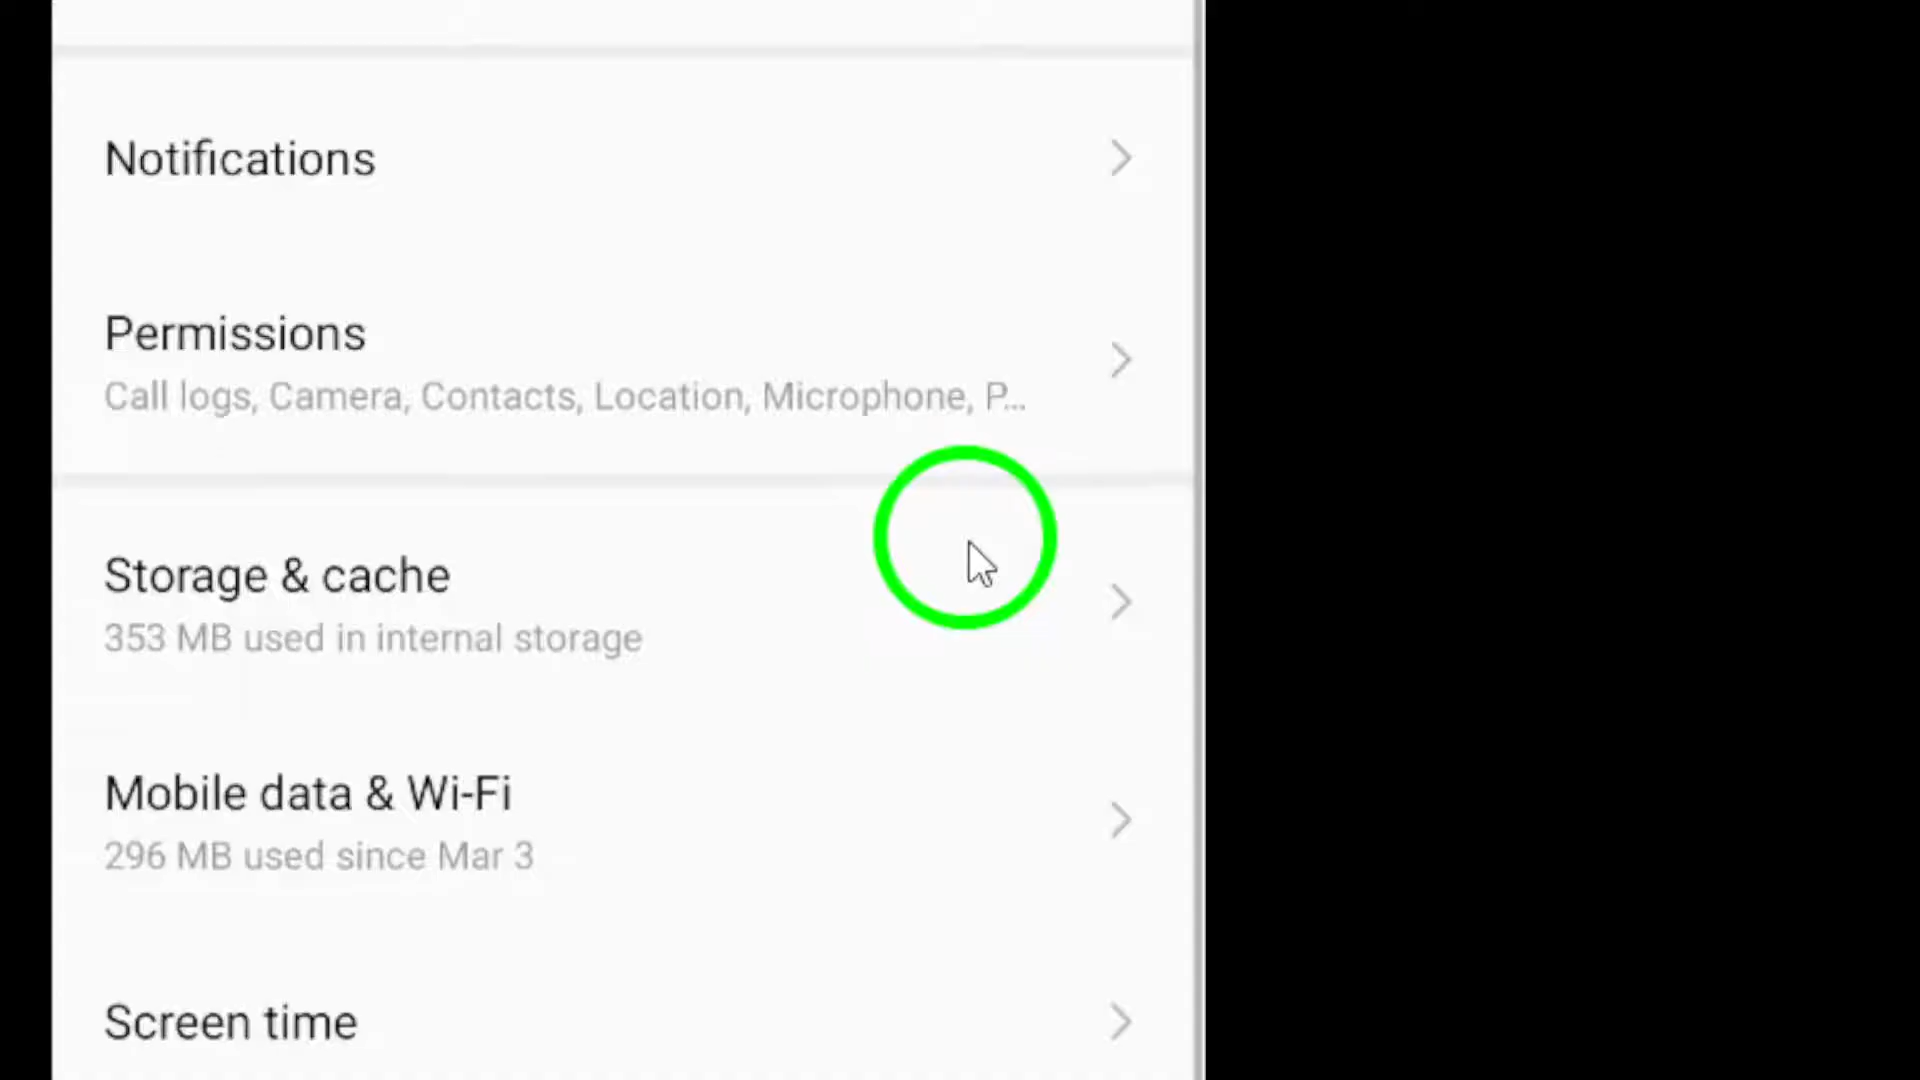 Notifications
Permissions
Call logs, Camera, Contacts, Location, Microphone, P...
Storage & cache
353 MB used in internal storage
Mobile data & Wi-Fi
296 MB used since Mar 3
Screen time